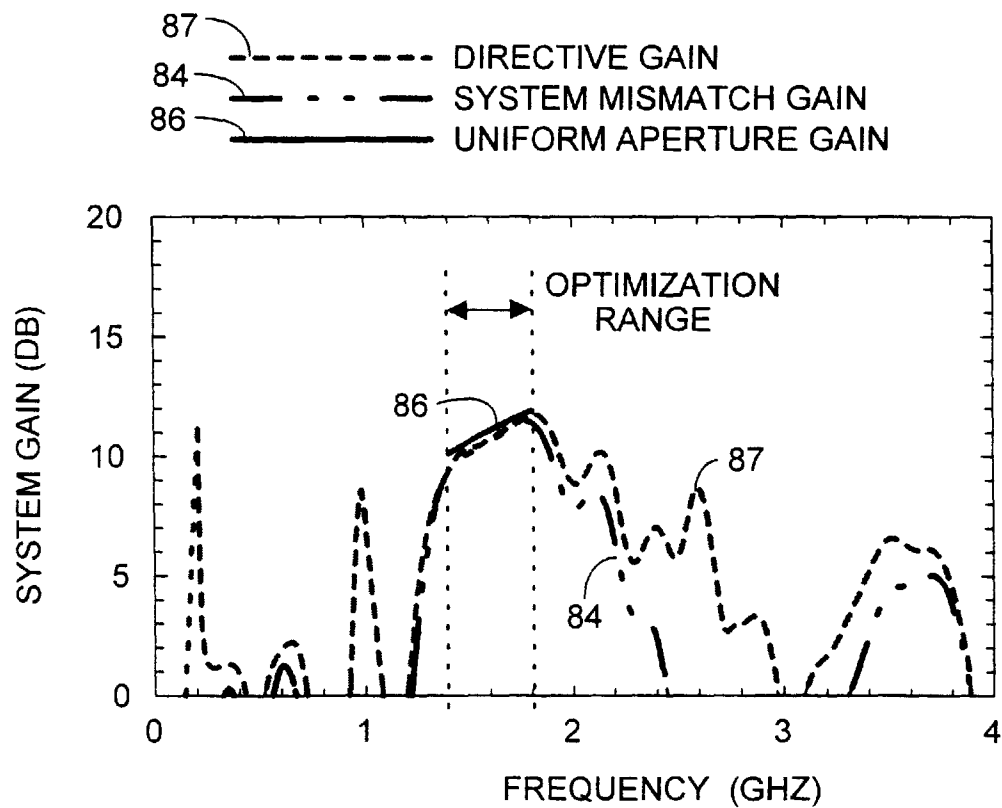 87
DIRECTIVE GAIN
84
SYSTEM MISMATCH GAIN
86
UNIFORM APERTURE GAIN
20
15
10
5
0
SYSTEM GAIN (DB)
OPTIMIZATION
RANGE
86
87
84
0
1
2
3
4
FREQUENCY (GHZ)